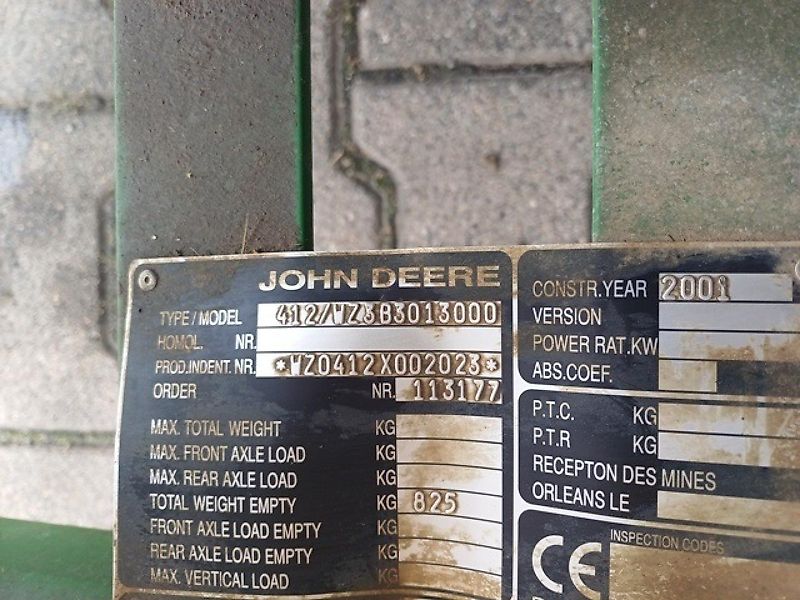 JOHN DEERE
TYPE / MODEL 412/WZ3B3013000
HOMOL. NR.
PROD.INDENT. NR. *WZ0412X002023*
ORDER NR. 113177
MAX. TOTAL WEIGHT KG
MAX. FRONT AXLE LOAD KG
MAX. REAR AXLE LOAD KG
TOTAL WEIGHT EMPTY KG 825
FRONT AXLE LOAD EMPTY KG
REAR AXLE LOAD EMPTY KG
MAX. VERTICAL LOAD KG
CONSTR.YEAR 2001
VERSION
POWER RAT.KW
ABS.COEF.
P.T.C. KG
P.T.R KG
RECEPTON DES MINES
ORLEANS LE
CE
INSPECTION CODES